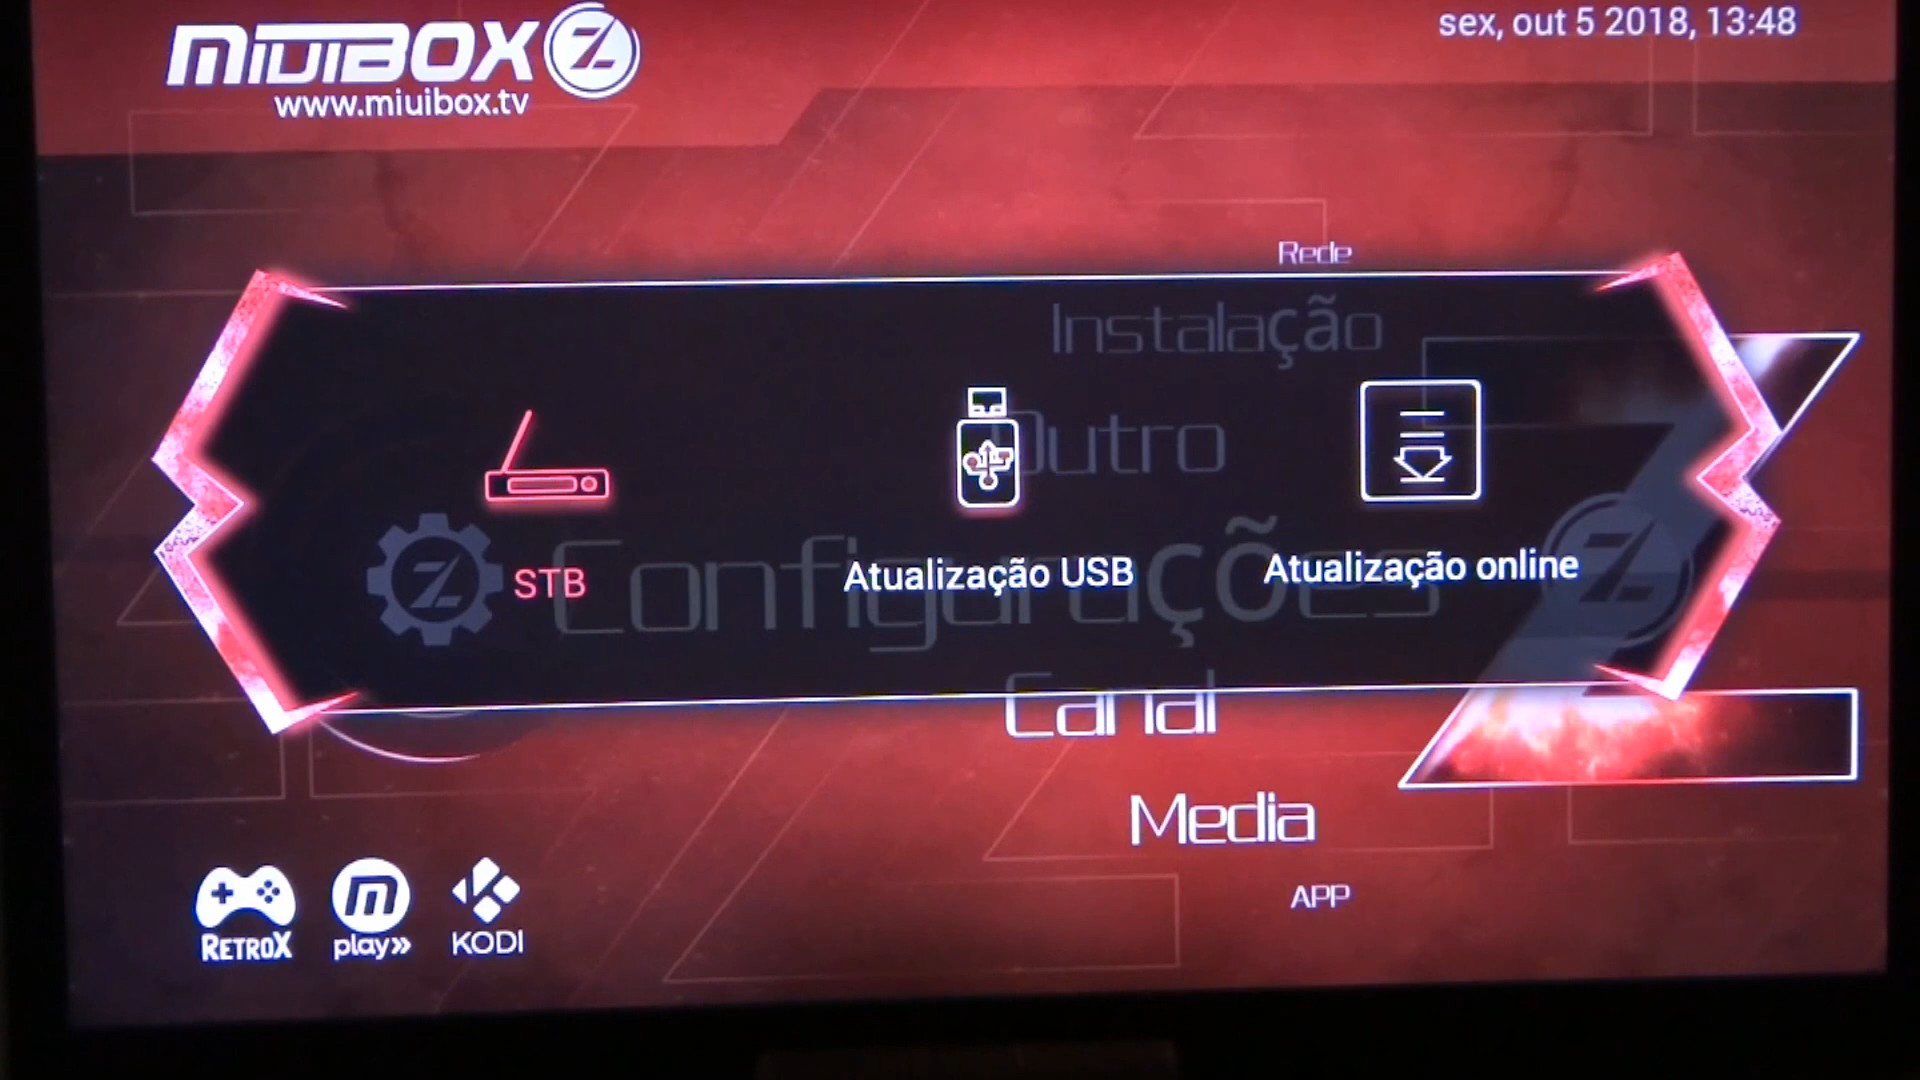 MIUIBOX Z
www.miuibox.tv
sex, out 5 2018, 13:48
Rede
Instalação
Outro
Configurações
STB
Atualização USB
Atualização online
Canal
Media
APP
RETROX
m
play»
KODI